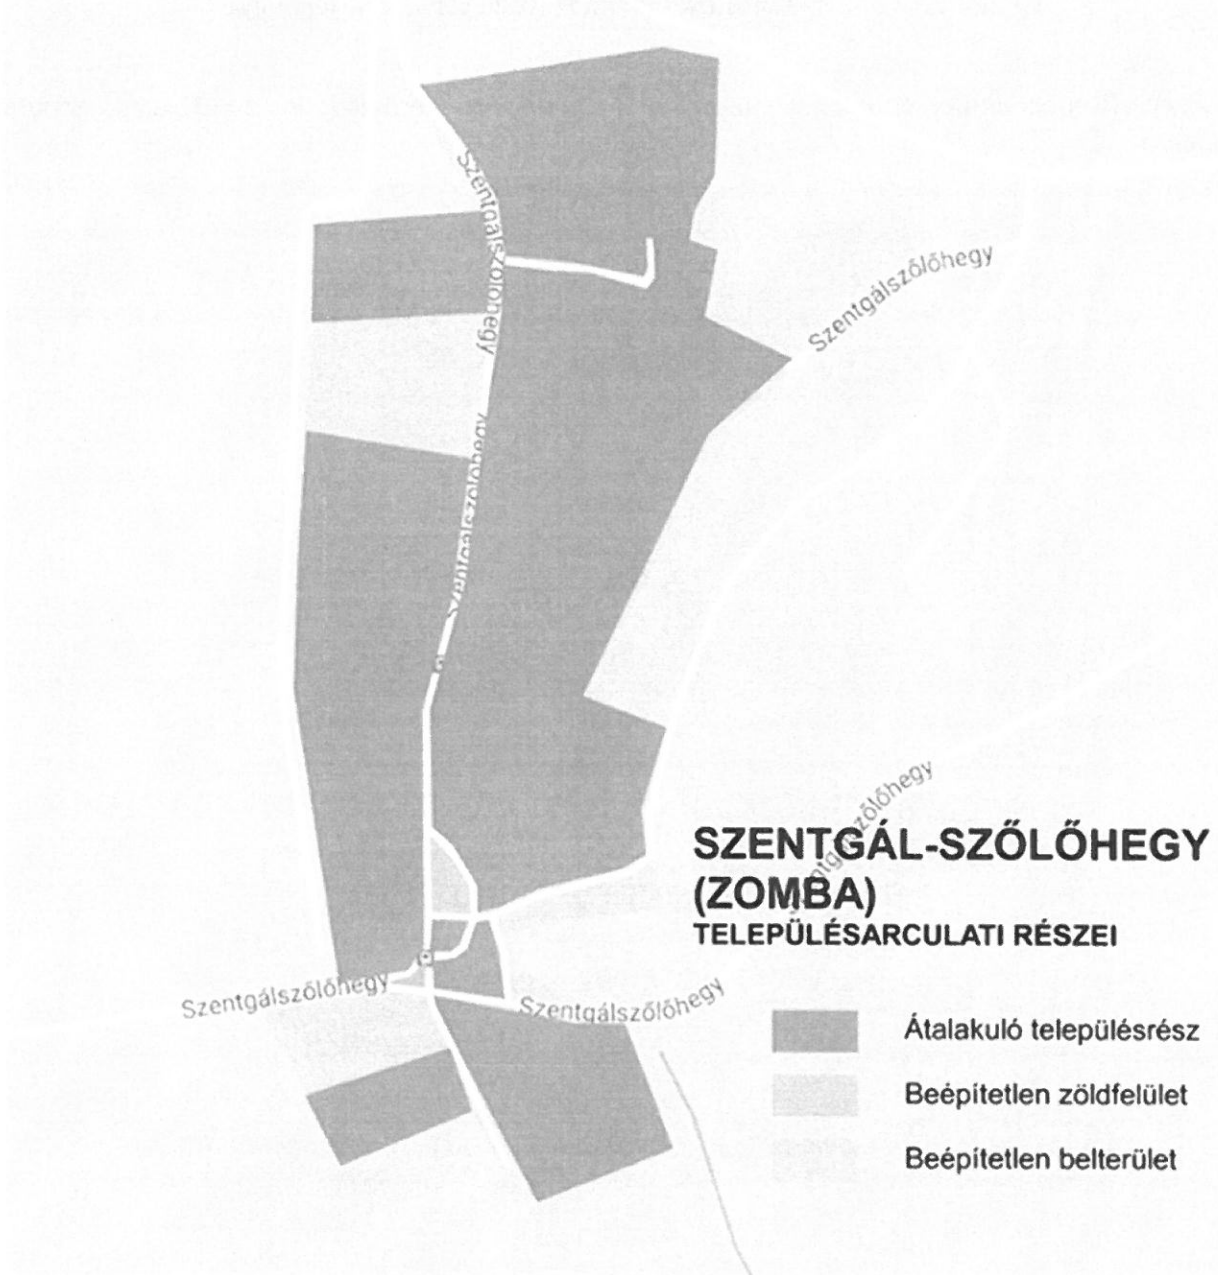 Szentgálszőlőhegy
Szentgálszőlőhegy
Szentgálszőlőhegy
Szentgálszőlőhegy
SZENTGÁL-SZŐLŐHEGY
(ZOMBA)
TELEPÜLÉSARCULATI RÉSZEI
Szentgálszőlőhegy
Szentgálszőlőhegy
Átalakuló településrész
Beépítetlen zöldfelület
Beépítetlen belterület